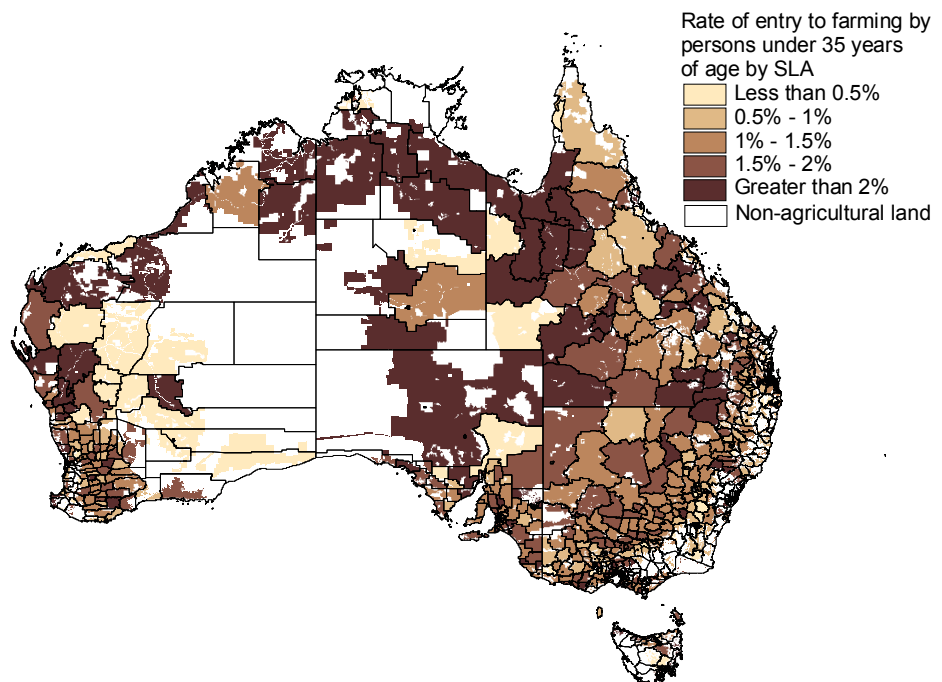 Rate of entry to farming by
persons under 35 years
of age by SLA
Less than 0.5%
0.5% - 1%
1% - 1.5%
1.5% - 2%
Greater than 2%
Non-agricultural land